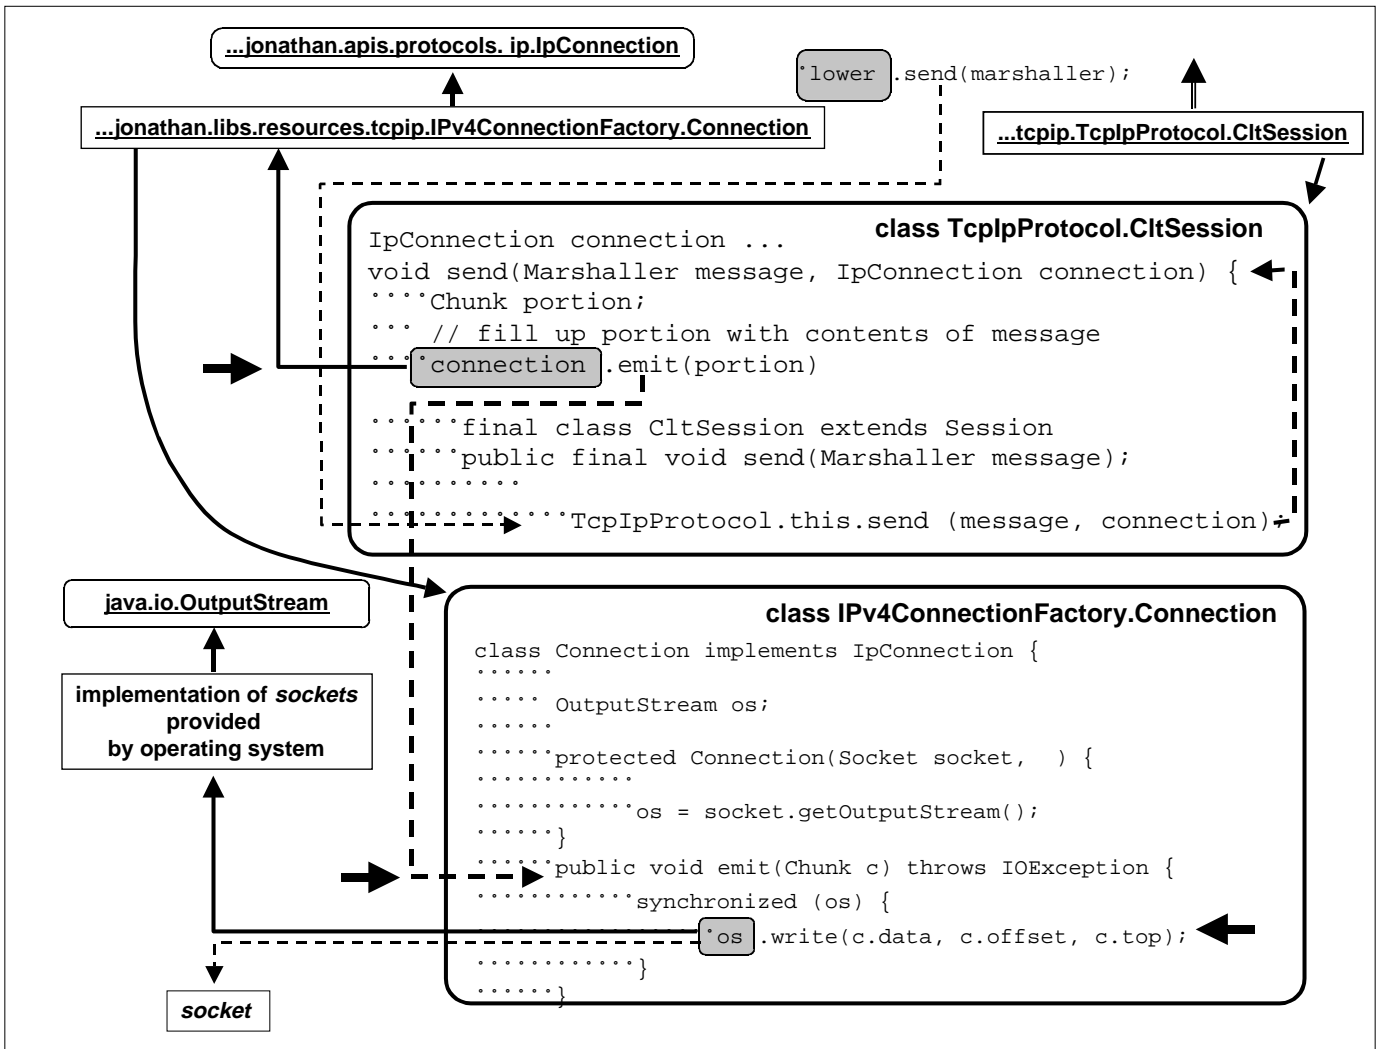 ...jonathan.apis.protocols. ip.IpConnection
°lower .send(marshaller);
...jonathan.libs.resources.tcpip.IPv4ConnectionFactory.Connection
...tcpip.TcpIpProtocol.CltSession
class TcpIpProtocol.CltSession
IpConnection connection ...
void send(Marshaller message, IpConnection connection) {
°°°°Chunk portion;
°°° // fill up portion with contents of message
°°°°°connection .emit(portion)
°°°°°°final class CltSession extends Session
°°°°°°public final void send(Marshaller message);
°°°°°°°°°°
°°°°°°°°°°°°°TcpIpProtocol.this.send (message, connection);
java.io.OutputStream
class IPv4ConnectionFactory.Connection
class Connection implements IpConnection {
°°°°°°
°°°°° OutputStream os;
°°°°°°
°°°°°°protected Connection(Socket socket, ) {
°°°°°°°°°°°°
°°°°°°°°°°°°os = socket.getOutputStream();
°°°°°°}
°°°°°°public void emit(Chunk c) throws IOException {
°°°°°°°°°°°°synchronized (os) {
°°°°°°°°°°°°°°°°°°os .write(c.data, c.offset, c.top);
°°°°°°°°°°°°}
°°°°°°}
implementation of sockets
provided
by operating system
socket